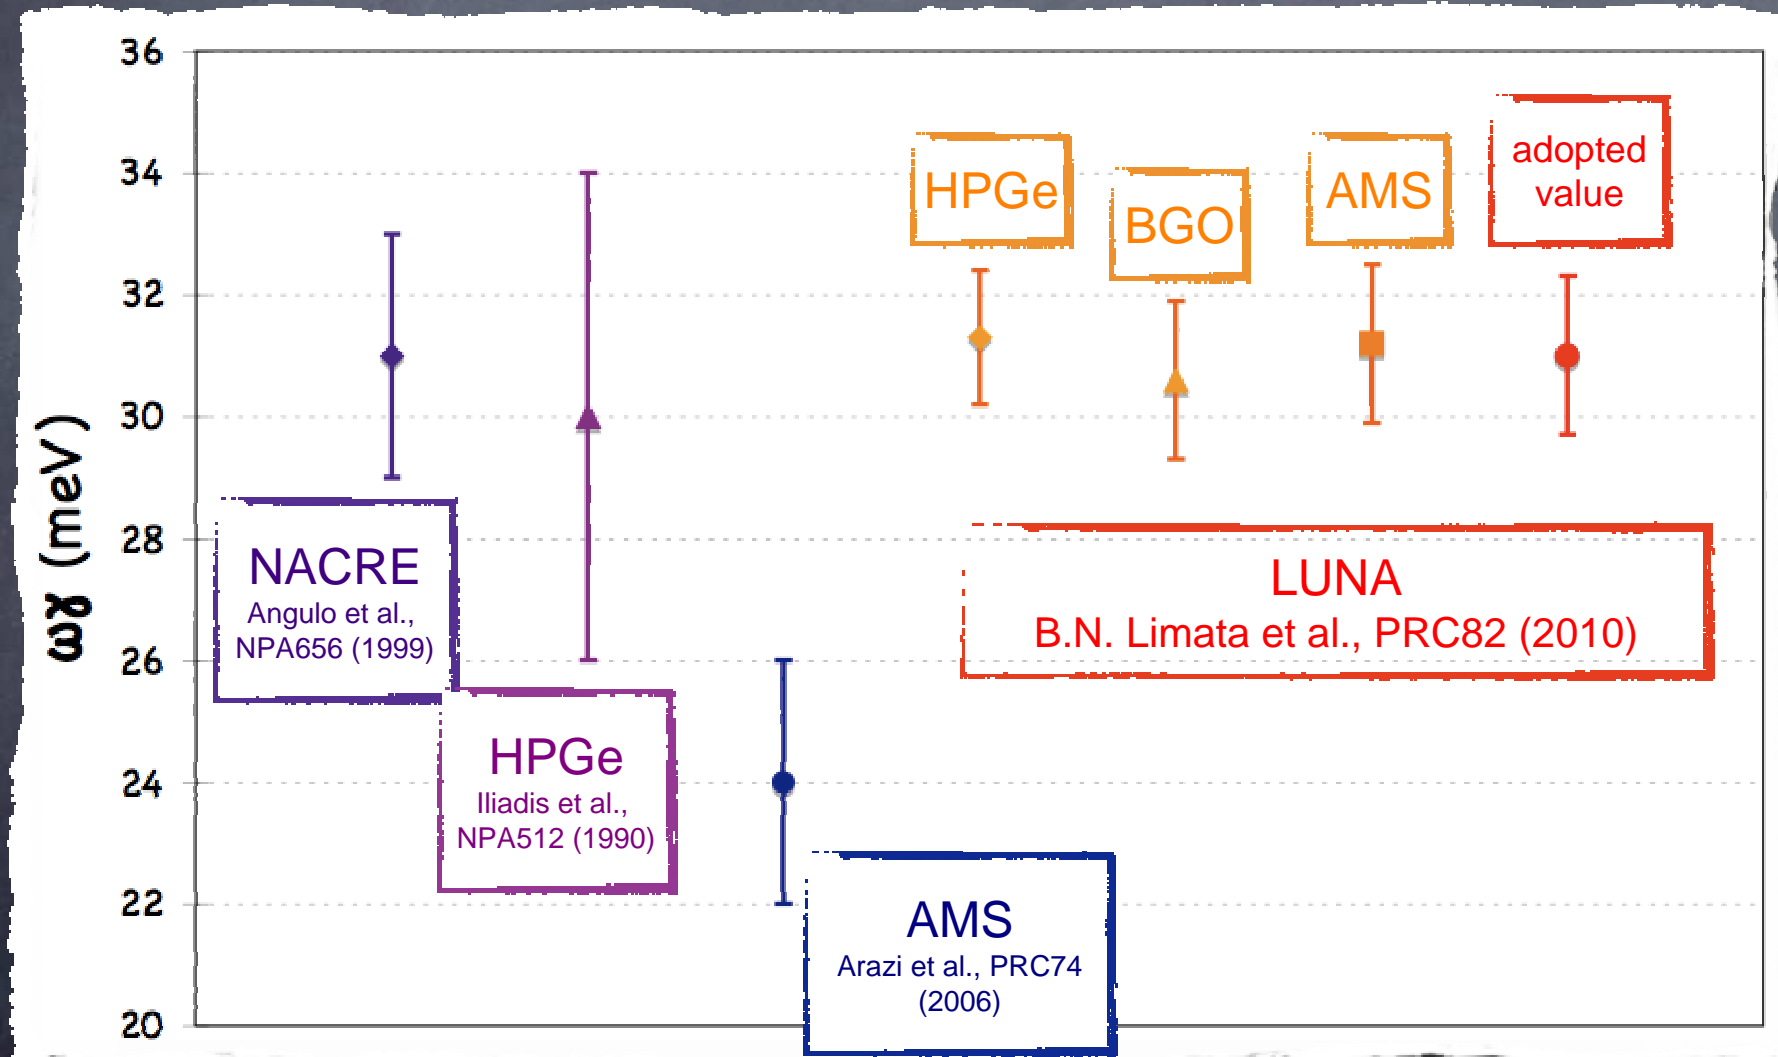 36
34
32
30
28
26
24
22
20
ωγ (meV)
NACRE
Angulo et al.,
NPA656 (1999)
HPGe
Iliadis et al.,
NPA512 (1990)
AMS
Arazi et al., PRC74
(2006)
HPGe
BGO
AMS
adopted
value
LUNA
B.N. Limata et al., PRC82 (2010)